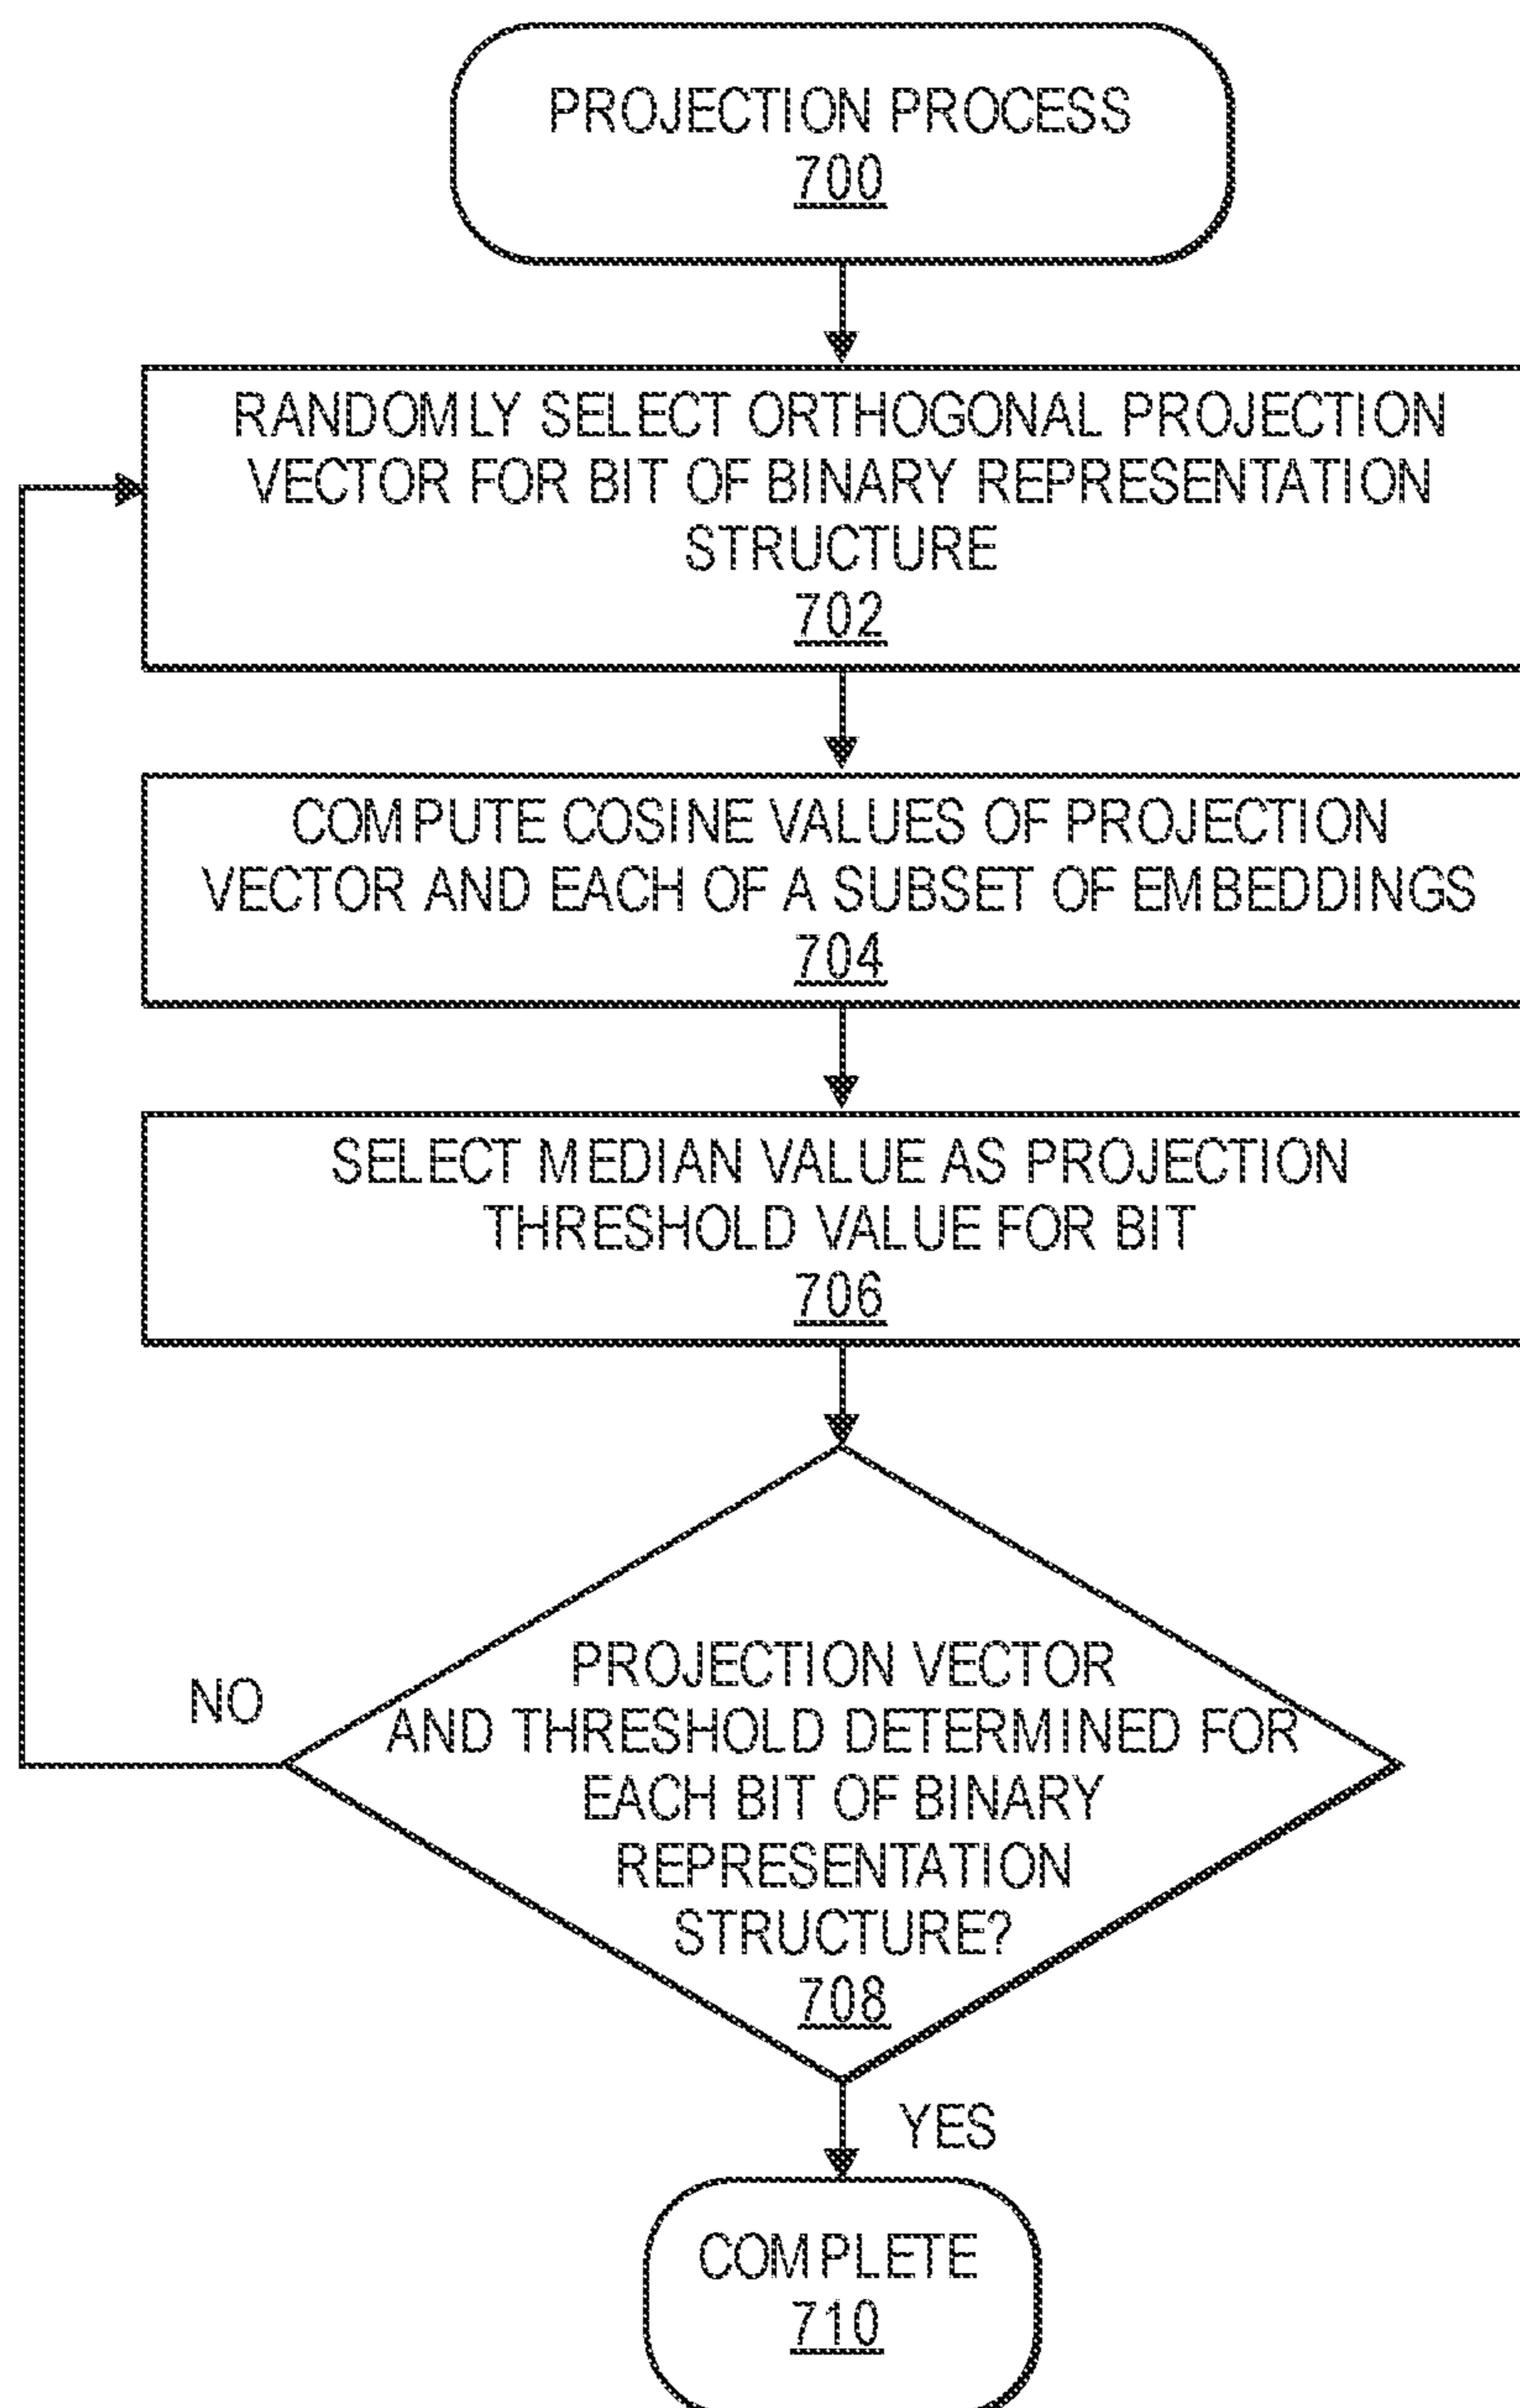 PROJECTION PROCESS
700
RANDOMLY SELECT ORTHOGONAL PROJECTION
VECTOR FOR BIT OF BINARY REPRESENTATION
STRUCTURE
702
COMPUTE COSINE VALUES OF PROJECTION
VECTOR AND EACH OF A SUBSET OF EMBEDDINGS
704
SELECT MEDIAN VALUE AS PROJECTION
THRESHOLD VALUE FOR BIT
706
PROJECTION VECTOR
AND THRESHOLD DETERMINED FOR
EACH BIT OF BINARY
REPRESENTATION
STRUCTURE?
708
NO
YES
COMPLETE
710